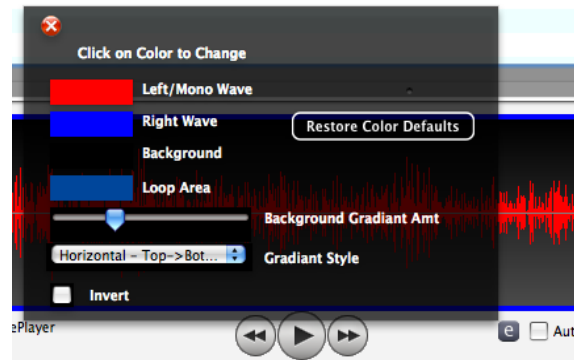 Click on Color to Change
Left/Mono Wave
Right Wave
Restore Color Defaults
Background
Loop Area
Background Gradiant Amt
Horizontal - Top->Bot...
Gradiant Style
Invert
ePlayer
e
Aut